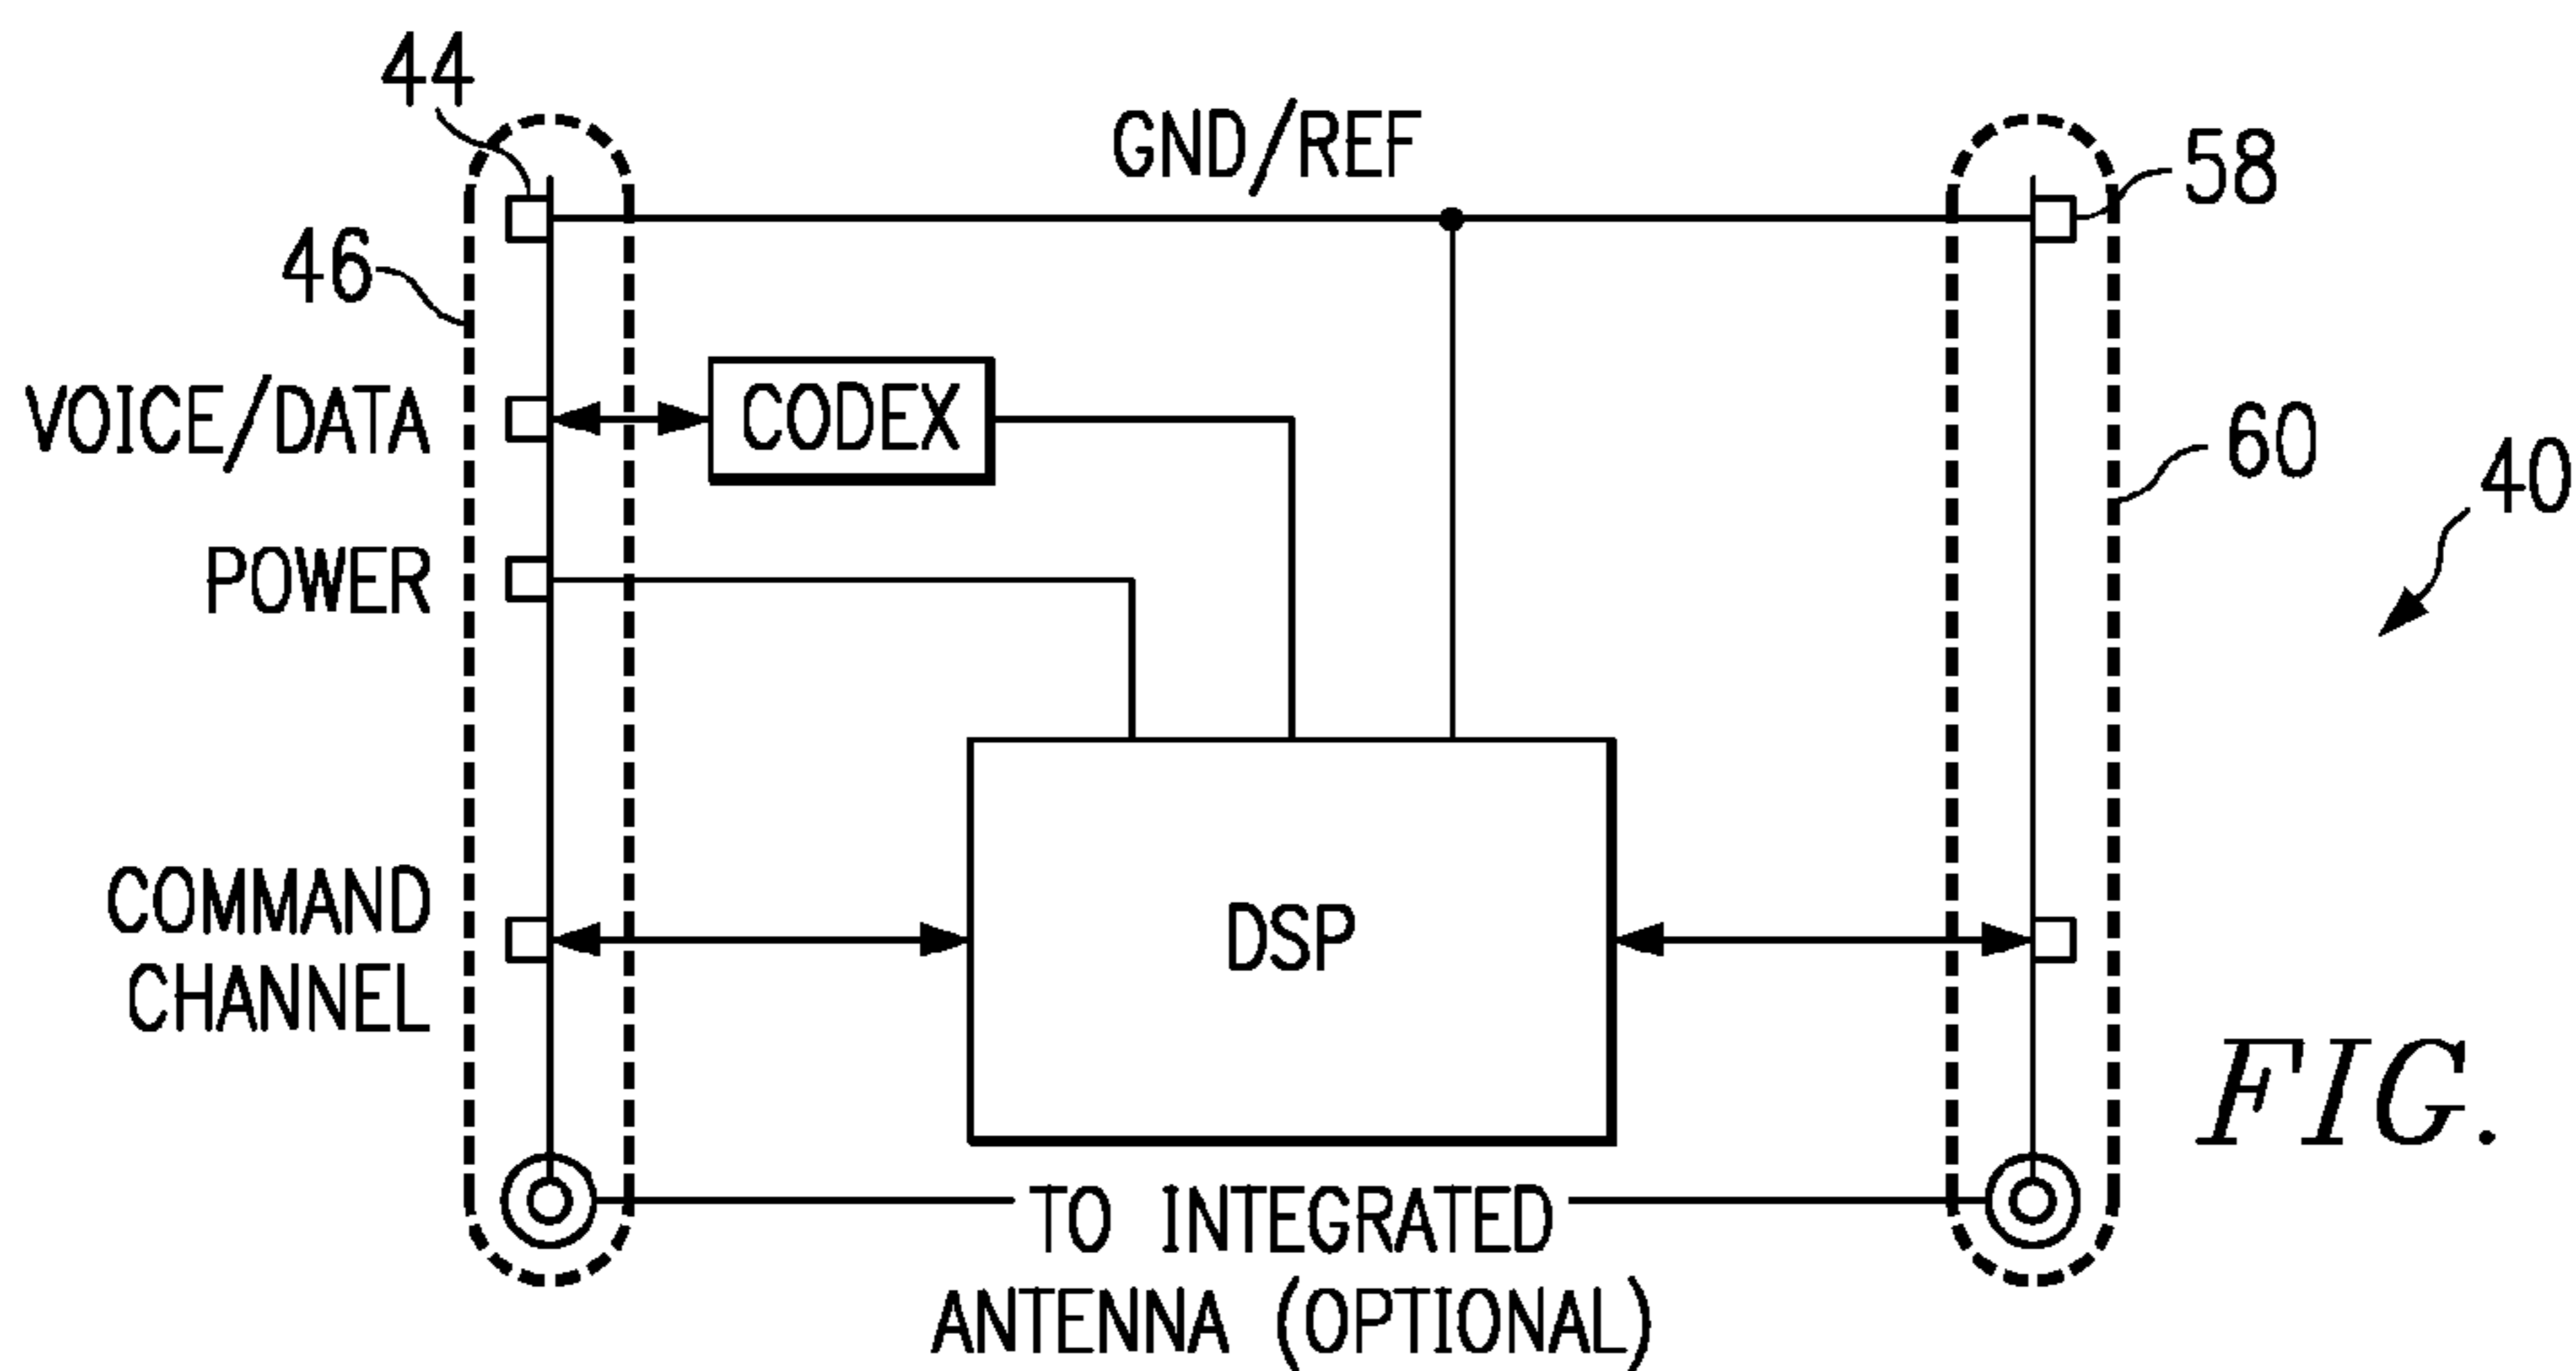 44
GND/REF
58
46
VOICE/DATA
CODEX
60
40
POWER
COMMAND
CHANNEL
DSP
FIG.
TO INTEGRATED
ANTENNA (OPTIONAL)